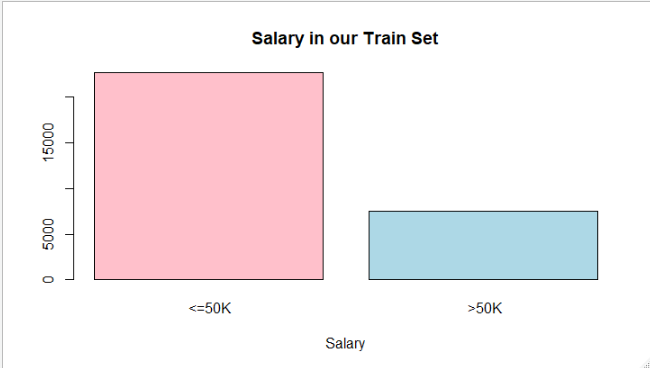 Salary in our Train Set
15000
5000
0
<=50K >50K
Salary